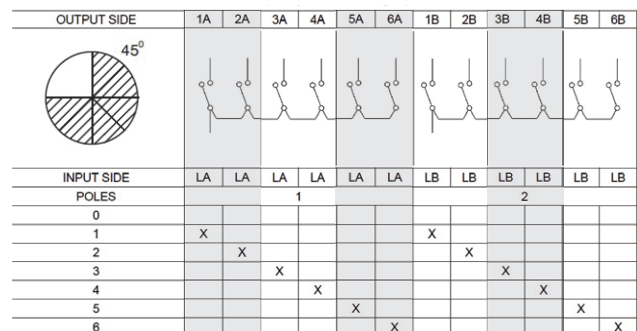 OUTPUT SIDE 1A 2A 3A 4A 5A 6A 1B 2B 3B 4B 5B 6B
45⁰
INPUT SIDE LA LA LA LA LA LA LB LB LB LB LB LB
POLES 1 2
0
1 X X
2 X X
3 X X
4 X X
5 X X
6 X X